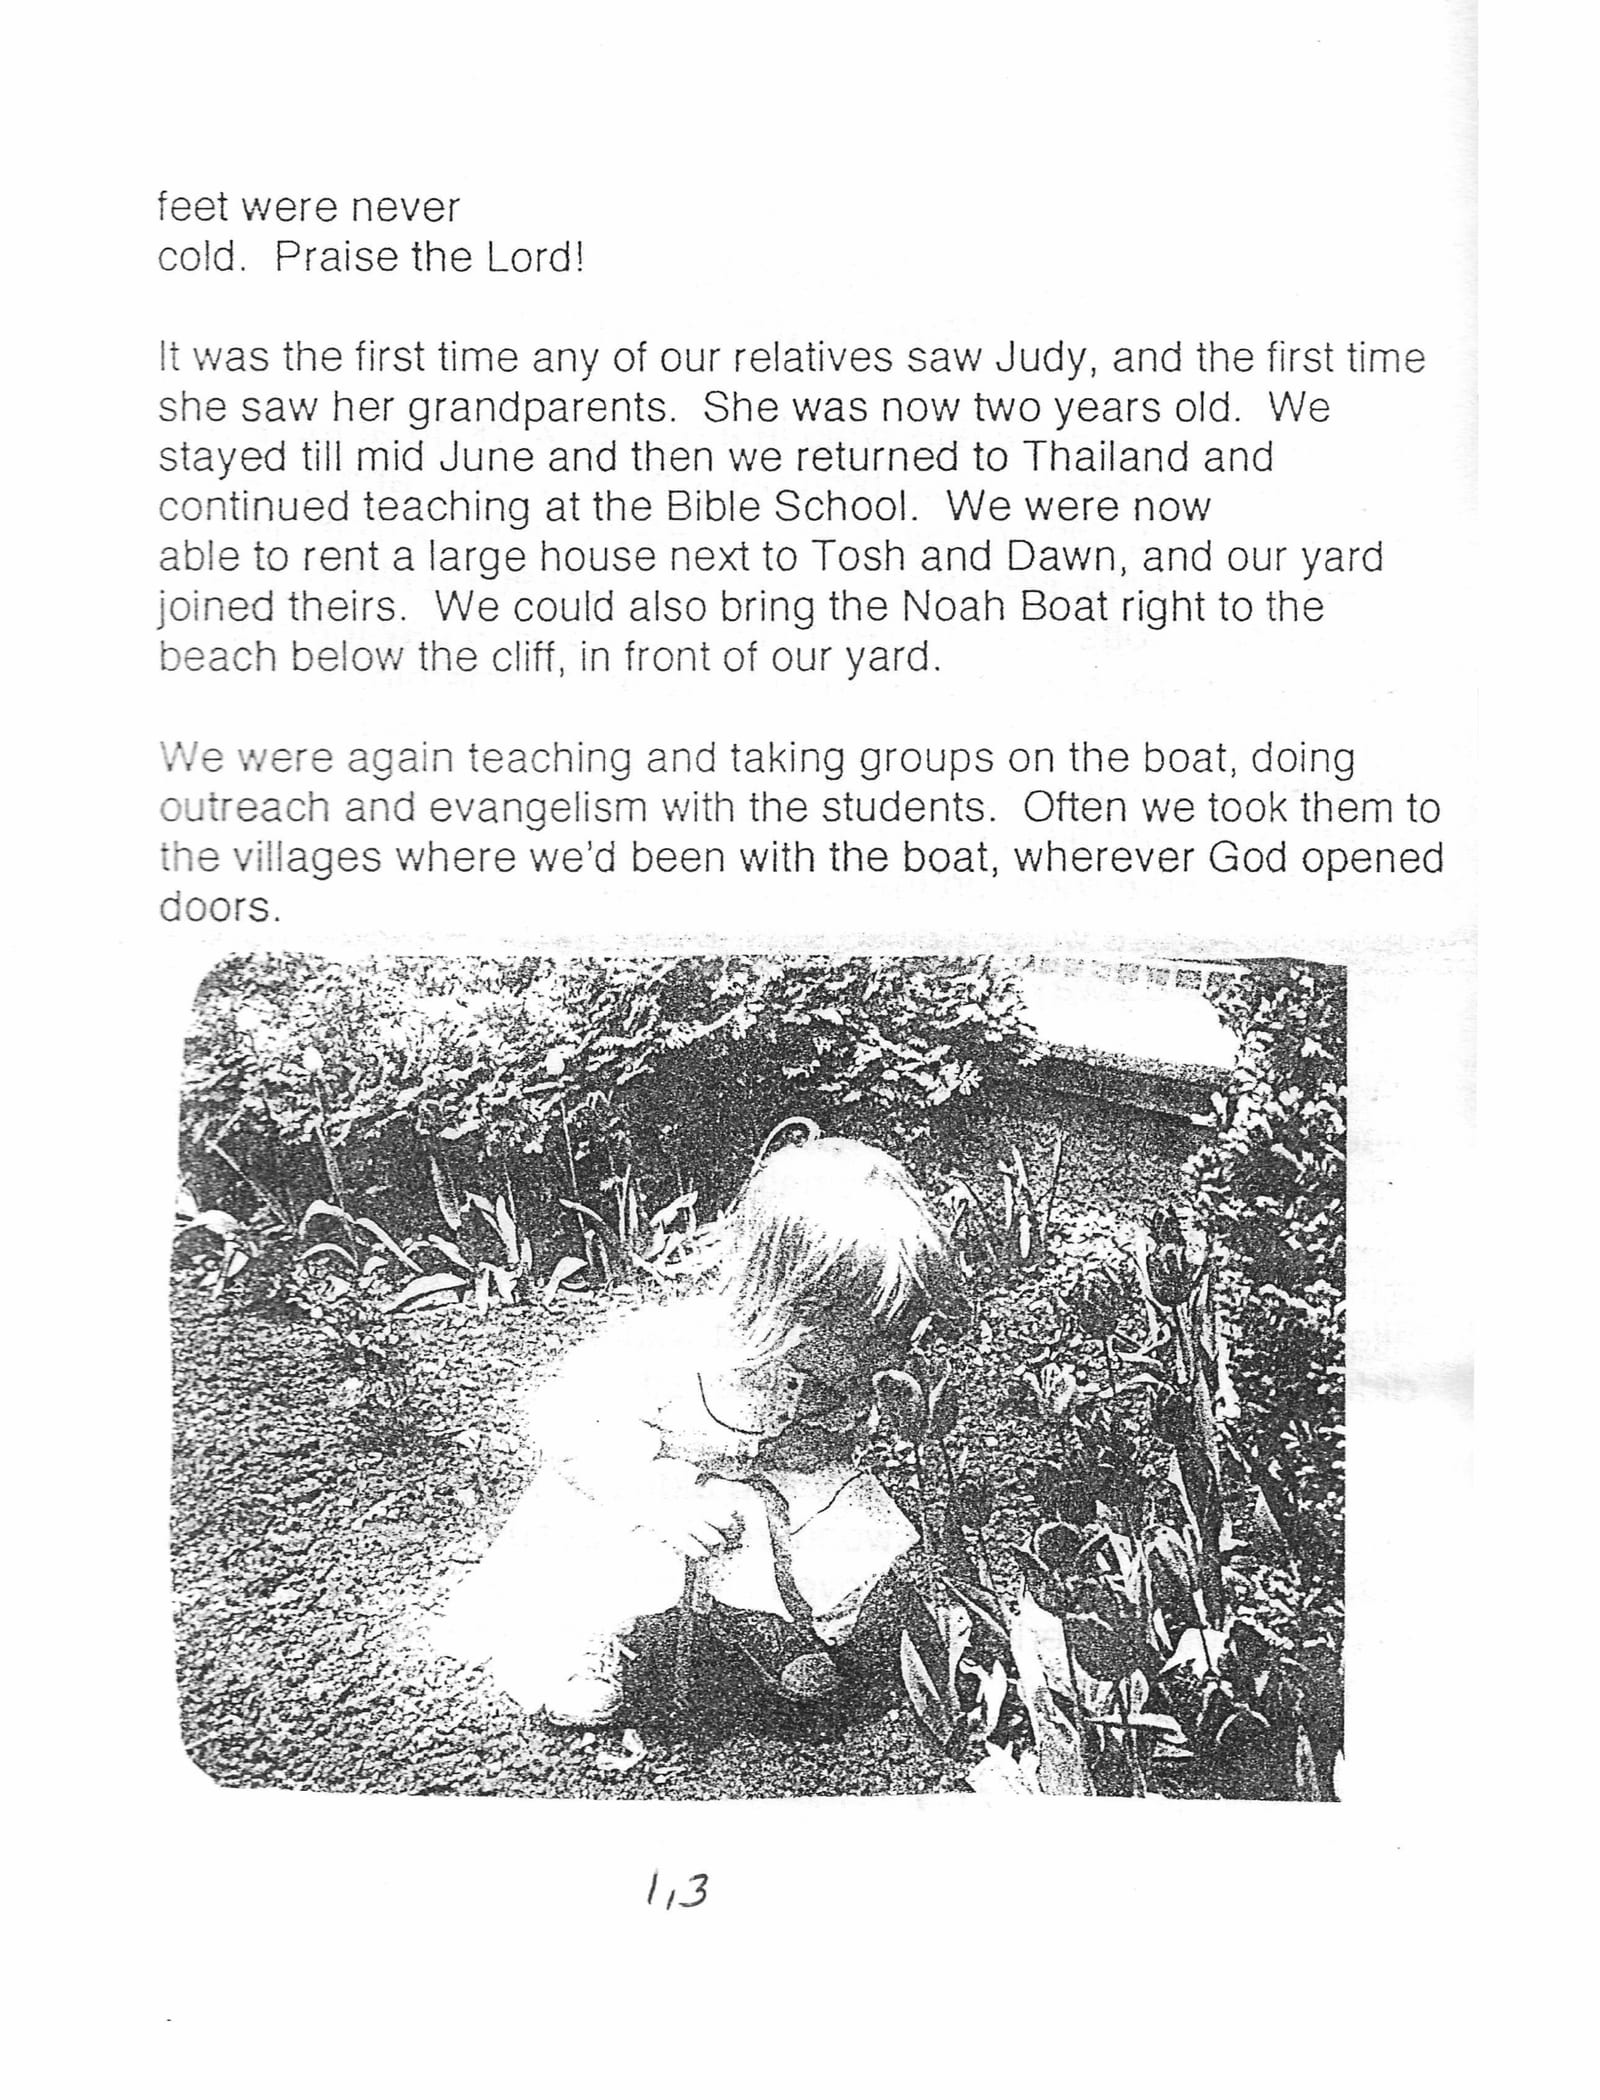 feet were never
cold.  Praise the Lord!
It was the first time any of our relatives saw Judy, and the first time
she saw her grandparents.  She was now two years old.  We
stayed till mid June and then we returned to Thailand and
continued teaching at the Bible School.  We were now
able to rent a large house next to Tosh and Dawn, and our yard
joined theirs.  We could also bring the Noah Boat right to the
beach below the cliff, in front of our yard.
We were again teaching and taking groups on the boat, doing
outreach and evangelism with the students.  Often we took them to
the villages where we'd been with the boat, wherever God opened
doors.
1,3